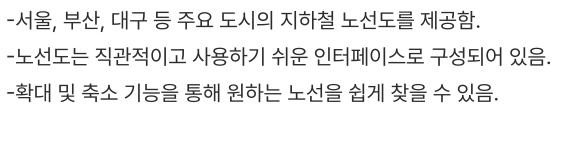 -서울, 부산, 대구 등 주요 도시의 지하철 노선도를 제공함.
-노선도는 직관적이고 사용하기 쉬운 인터페이스로 구성되어 있음.
-확대 및 축소 기능을 통해 원하는 노선을 쉽게 찾을 수 있음.